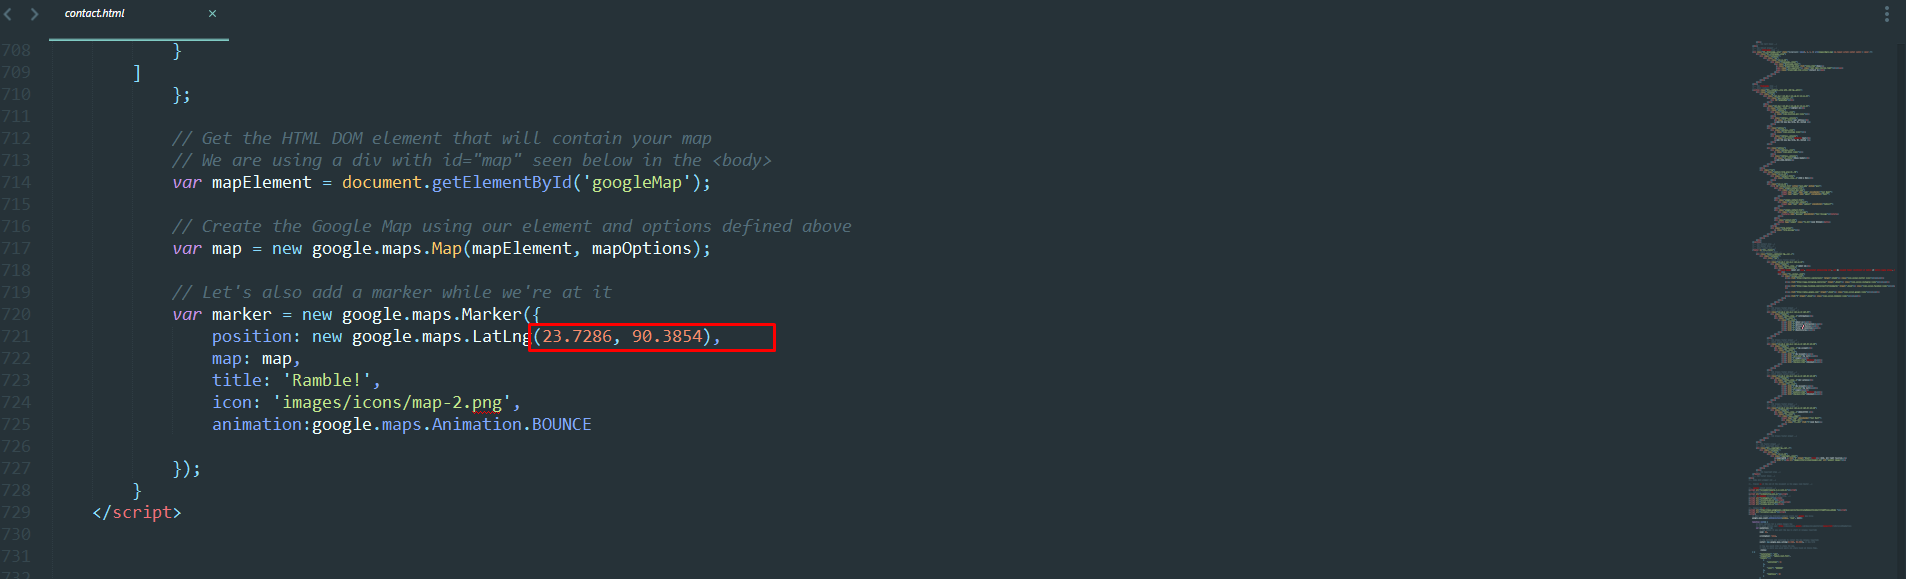 contact.html ×
708 }
709 ]
710 };
711
712 // Get the HTML DOM element that will contain your map
713 // We are using a div with id="map" seen below in the <body>
714 var mapElement = document.getElementById('googleMap');
715
716 // Create the Google Map using our element and options defined above
717 var map = new google.maps.Map(mapElement, mapOptions);
718
719 // Let's also add a marker while we're at it
720 var marker = new google.maps.Marker({
721 position: new google.maps.LatLng(23.7286, 90.3854),
722 map: map,
723 title: 'Ramble!',
724 icon: 'images/icons/map-2.png',
725 animation:google.maps.Animation.BOUNCE
726
727 });
728 }
729 </script>
730
731
732